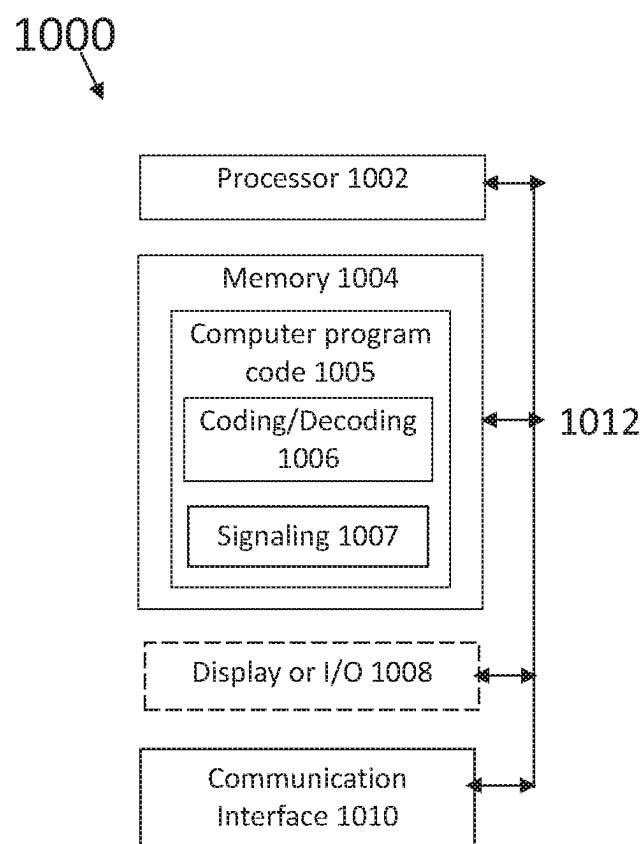 1000
Processor 1002
Memory 1004
Computer program
code 1005
Coding/Decoding
1006
1012
Signaling 1007
Display or I/O 1008
Communication
Interface 1010